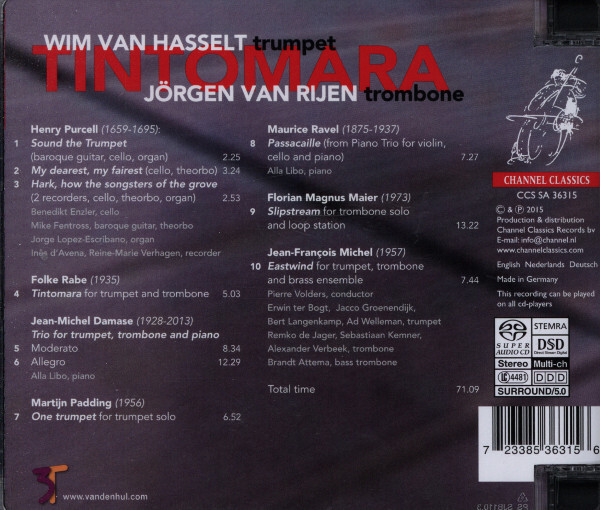 WIM VAN HASSELT trumpet
TINTOMARA
JÖRGEN VAN RIJEN trombone
Henry Purcell (1659-1695):
1 Sound the Trumpet
(baroque guitar, cello, organ) 2.25
2 My dearest, my fairest (cello, theorbo) 3.24
3 Hark, how the songsters of the grove
(2 recorders, cello, theorbo, organ) 2.53
Benedikt Enzler, cello
Mike Fentross, baroque guitar, theorbo
Jorge Lopez-Escribano, organ
Inês d'Avena, Reine-Marie Verhagen, recorder
Folke Rabe (1935)
4 Tintomara for trumpet and trombone 5.03
Jean-Michel Damase (1928-2013)
Trio for trumpet, trombone and piano
5 Moderato 8.34
6 Allegro 12.29
Alla Libo, piano
Martijn Padding (1956)
7 One trumpet for trumpet solo 6.52
www.vandenhul.com
Maurice Ravel (1875-1937)
8 Passacaille (from Piano Trio for violin,
cello and piano) 7.27
Alla Libo, piano
Florian Magnus Maier (1973)
9 Slipstream for trombone solo
and loop station 13.22
Jean-François Michel (1957)
10 Eastwind for trumpet, trombone
and brass ensemble 7.44
Pierre Volders, conductor
Erwin ter Bogt, Jacco Groenendijk,
Bert Langenkamp, Ad Welleman, trumpet
Remko de Jager, Sebastiaan Kemner,
Alexander Verbeek, trombone
Brandt Attema, bass trombone
Total time 71.09
CHANNEL CLASSICS
CCS SA 36315
© & ℗ 2015
Production & distribution
Channel Classics Records bv
E-mail: info@channel.nl
www.channelclassics.com
English Nederlands Deutsch
Made in Germany
This recording can be played
on all cd-players
SUPER AUDIO CD
STEMRA
DSD
Direct Stream Digital
Stereo Multi-ch
LC 4481 DDD
SURROUND/5.0
7 23385 36315 6